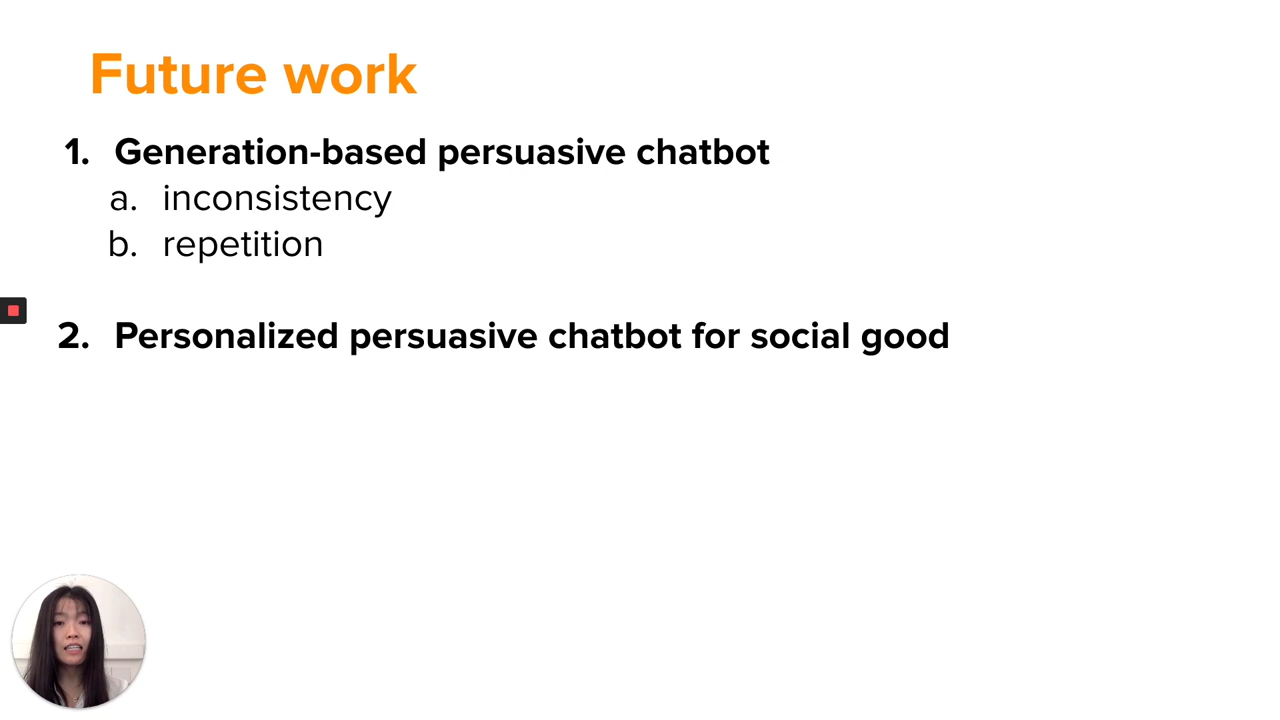 Future work
1. Generation-based persuasive chatbot
a. inconsistency
b. repetition
2. Personalized persuasive chatbot for social good